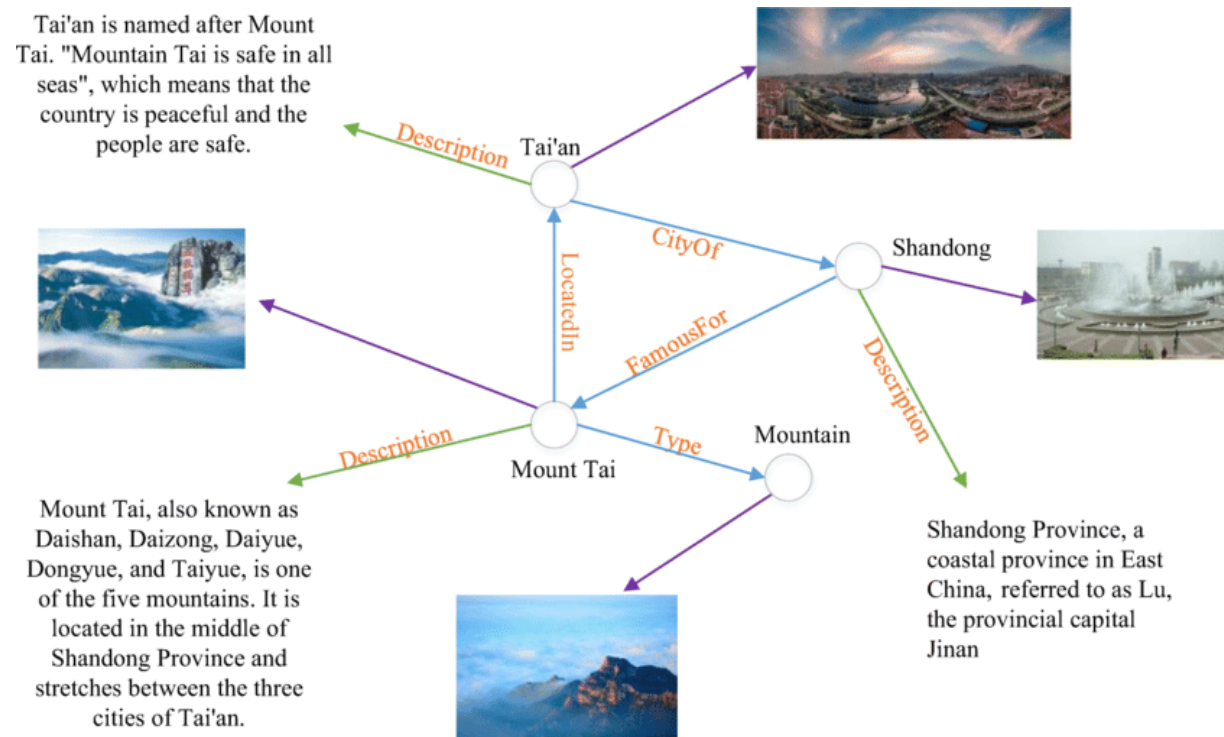 Tai'an is named after Mount
Tai. "Mountain Tai is safe in all
seas", which means that the
country is peaceful and the
people are safe.
Description
Tai'an
CityOf
Shandong
LocatedIn
FamousFor
Description
Description
Mount Tai
Type
Mountain
Mount Tai, also known as
Daishan, Daizong, Daiyue,
Dongyue, and Taiyue, is one
of the five mountains. It is
located in the middle of
Shandong Province and
stretches between the three
cities of Tai'an.
Shandong Province, a
coastal province in East
China, referred to as Lu,
the provincial capital
Jinan